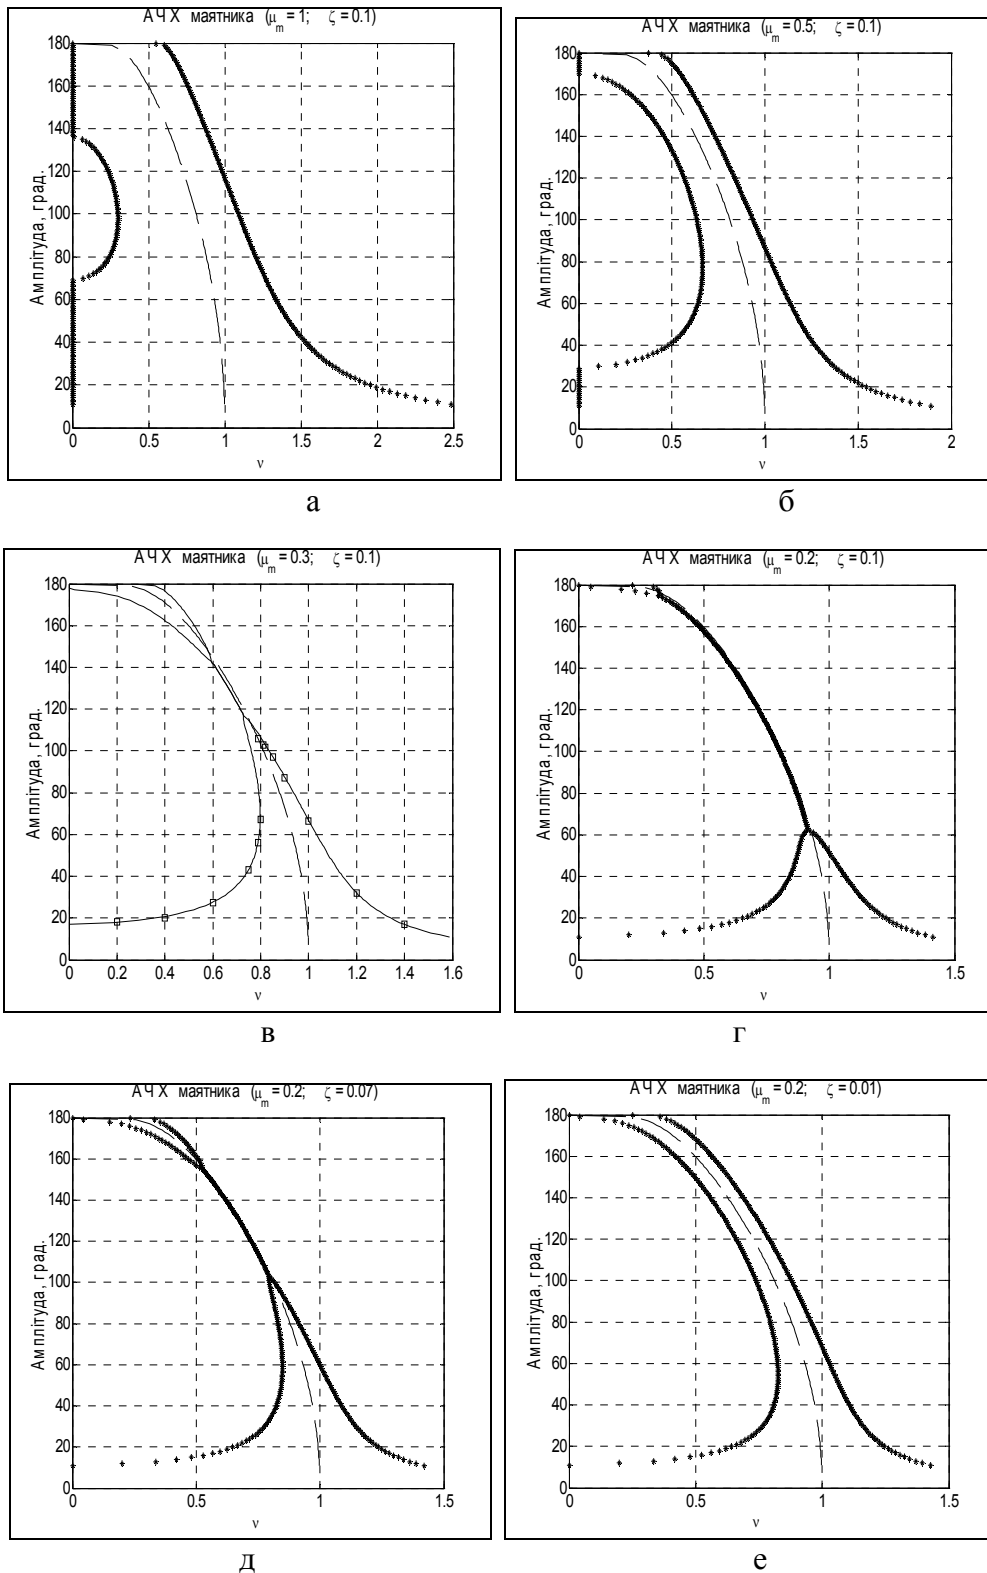 АЧХ маятника (μm = 1; ζ = 0.1)
Амплітуда, град.
180
160
140
120
100
80
60
40
20
0
0 0.5 1 1.5 2 2.5
ν
а
АЧХ маятника (μm = 0.5; ζ = 0.1)
Амплітуда, град.
180
160
140
120
100
80
60
40
20
0
0 0.5 1 1.5 2
ν
б
АЧХ маятника (μm = 0.3; ζ = 0.1)
Амплітуда, град.
180
160
140
120
100
80
60
40
20
0
0 0.2 0.4 0.6 0.8 1 1.2 1.4 1.6
ν
в
АЧХ маятника (μm = 0.2; ζ = 0.1)
Амплітуда, град.
180
160
140
120
100
80
60
40
20
0
0 0.5 1 1.5
ν
г
АЧХ маятника (μm = 0.2; ζ = 0.07)
Амплітуда, град.
180
160
140
120
100
80
60
40
20
0
0 0.5 1 1.5
ν
д
АЧХ маятника (μm = 0.2; ζ = 0.01)
Амплітуда, град.
180
160
140
120
100
80
60
40
20
0
0 0.5 1 1.5
ν
е